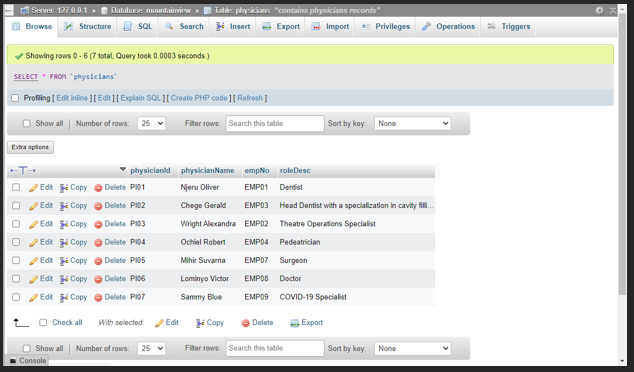 Server: 127.0.0.1 » Database: mountainview » Table: physicians "contains physicians records"
Browse Structure SQL Search Insert Export Import Privileges Operations Triggers
Showing rows 0 - 6 (7 total, Query took 0.0003 seconds.)
SELECT * FROM `physicians`
Profiling [ Edit inline ] [ Edit ] [ Explain SQL ] [ Create PHP code ] [ Refresh ]
Show all Number of rows: 25 Filter rows: Search this table Sort by key: None
Extra options
physicianId physicianName empNo roleDesc
Edit Copy Delete PI01 Njeru Oliver EMP01 Dentist
Edit Copy Delete PI02 Chege Gerald EMP03 Head Dentist with a specialization in cavity filli...
Edit Copy Delete PI03 Wright Alexandra EMP02 Theatre Operations Specialist
Edit Copy Delete PI04 Ochiel Robert EMP04 Pedeatrician
Edit Copy Delete PI05 Mihir Suvarna EMP07 Surgeon
Edit Copy Delete PI06 Lominyo Victor EMP08 Doctor
Edit Copy Delete PI07 Sammy Blue EMP09 COVID-19 Specialist
Check all With selected: Edit Copy Delete Export
Show all Number of rows: 25 Filter rows: Search this table Sort by key: None
Console